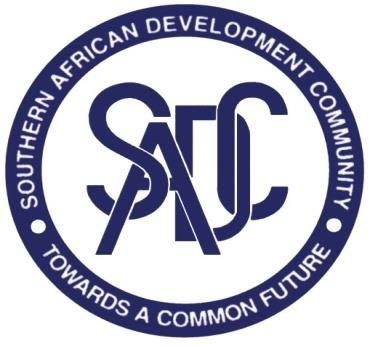 SOUTHERN AFRICAN DEVELOPMENT COMMUNITY
SADC
TOWARDS A COMMON FUTURE